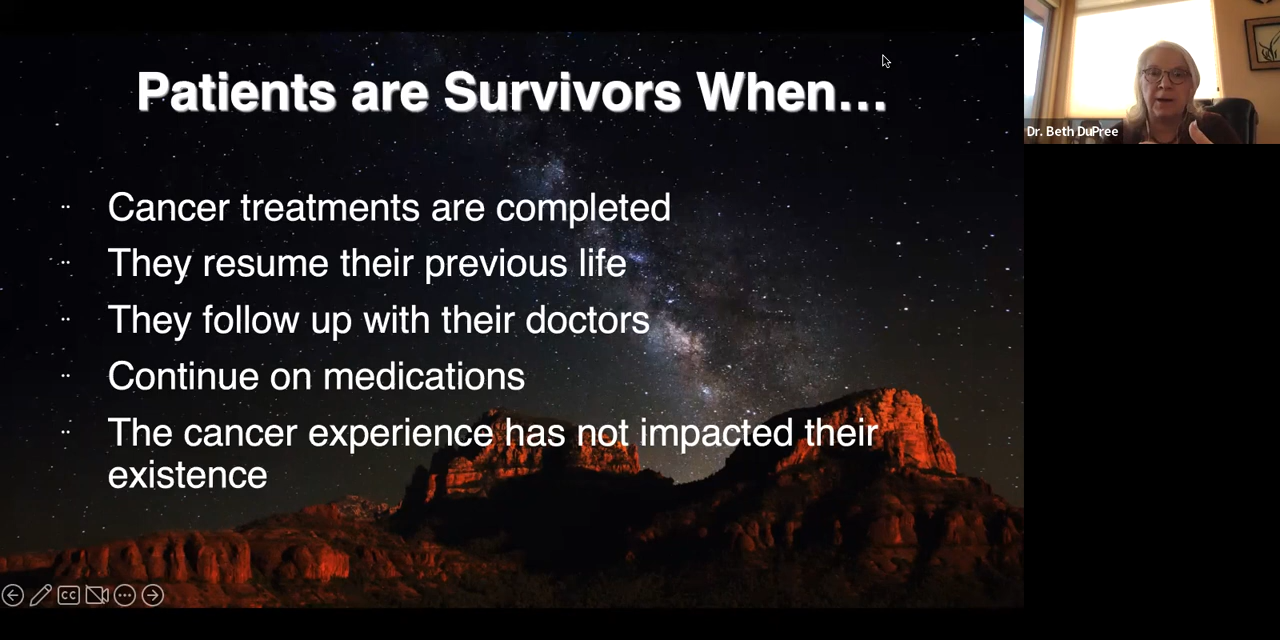 Patients are Survivors When...
Cancer treatments are completed
They resume their previous life
They follow up with their doctors
Continue on medications
The cancer experience has not impacted their
existence
Dr. Beth DuPree
CC